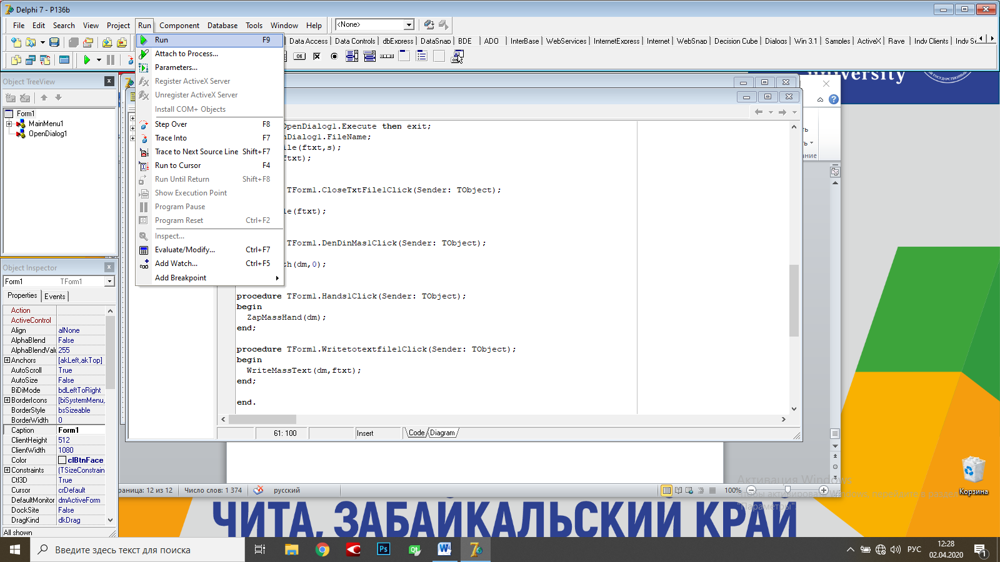 Delphi 7 - P136b
File Edit Search View Project Run Component Database Tools Window Help
<None>
Data Access Data Controls dbExpress DataSnap BDE ADO InterBase WebServices InternetExpress Internet WebSnap Decision Cube Dialogs Win 3.1 Samples ActiveX Rave Indy Clients
Run F9
Attach to Process...
Parameters...
Register ActiveX Server
Unregister ActiveX Server
Install COM+ Objects
Step Over F8
Trace Into F7
Trace to Next Source Line Shift+F7
Run to Cursor F4
Run Until Return Shift+F8
Show Execution Point
Program Pause
Program Reset Ctrl+F2
Inspect...
Evaluate/Modify... Ctrl+F7
Add Watch... Ctrl+F5
Add Breakpoint
Object TreeView
Form1
MainMenu1
OpenDialog1
university
OpenDialog1.Execute then exit;
nDialog1.FileName;
ile(ftxt,s);
ftxt);
TForm1.CloseTxtFile1Click(Sender: TObject);
le(ftxt);
TForm1.DenDinMas1Click(Sender: TObject);
th(dm,0);
procedure TForm1.Hands1Click(Sender: TObject);
begin
ZapMassHand(dm);
end;
procedure TForm1.Writetotextfile1Click(Sender: TObject);
begin
WriteMassText(dm,ftxt);
end;
end.
61: 100 Insert Code Diagram
Object Inspector
Form1 TForm1
Properties Events
Action
ActiveControl
Align alNone
AlphaBlend False
AlphaBlendValu 255
Anchors [akLeft,akTop]
AutoScroll True
AutoSize False
BiDiMode bdLeftToRight
BorderIcons [biSystemMenu,
BorderStyle bsSizeable
BorderWidth 0
Caption Form1
ClientHeight 512
ClientWidth 1080
Color clBtnFace
Constraints (TSizeConstrain
Ctl3D True
Cursor crDefault
DefaultMonitor dmActiveForm
DockSite False
DragKind dkDrag
All shown
раница: 12 из 12 Число слов: 1 374 русский 100%
Активация Windows
"Параметры".
Корзина
ЧИТА, ЗАБАЙКАЛЬСКИЙ КРАЙ
Введите здесь текст для поиска
РУС
12:28
02.04.2020
1